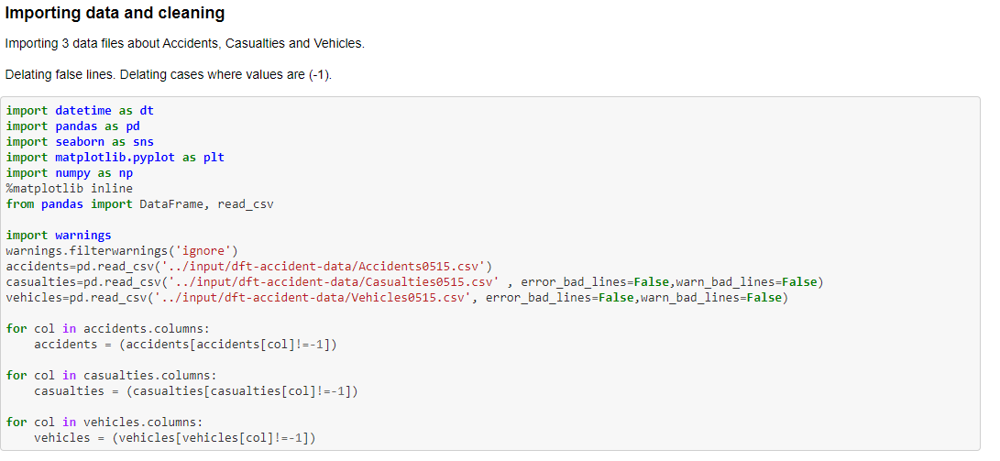 Importing data and cleaning
Importing 3 data files about Accidents, Casualties and Vehicles.
Delating false lines. Delating cases where values are (-1).
import datetime as dt
import pandas as pd
import seaborn as sns
import matplotlib.pyplot as plt
import numpy as np
%matplotlib inline
from pandas import DataFrame, read_csv
import warnings
warnings.filterwarnings('ignore')
accidents=pd.read_csv('../input/dft-accident-data/Accidents0515.csv')
casualties=pd.read_csv('../input/dft-accident-data/Casualties0515.csv' , error_bad_lines=False,warn_bad_lines=False)
vehicles=pd.read_csv('../input/dft-accident-data/Vehicles0515.csv', error_bad_lines=False,warn_bad_lines=False)
for col in accidents.columns:
    accidents = (accidents[accidents[col]!=-1])
for col in casualties.columns:
    casualties = (casualties[casualties[col]!=-1])
for col in vehicles.columns:
    vehicles = (vehicles[vehicles[col]!=-1])